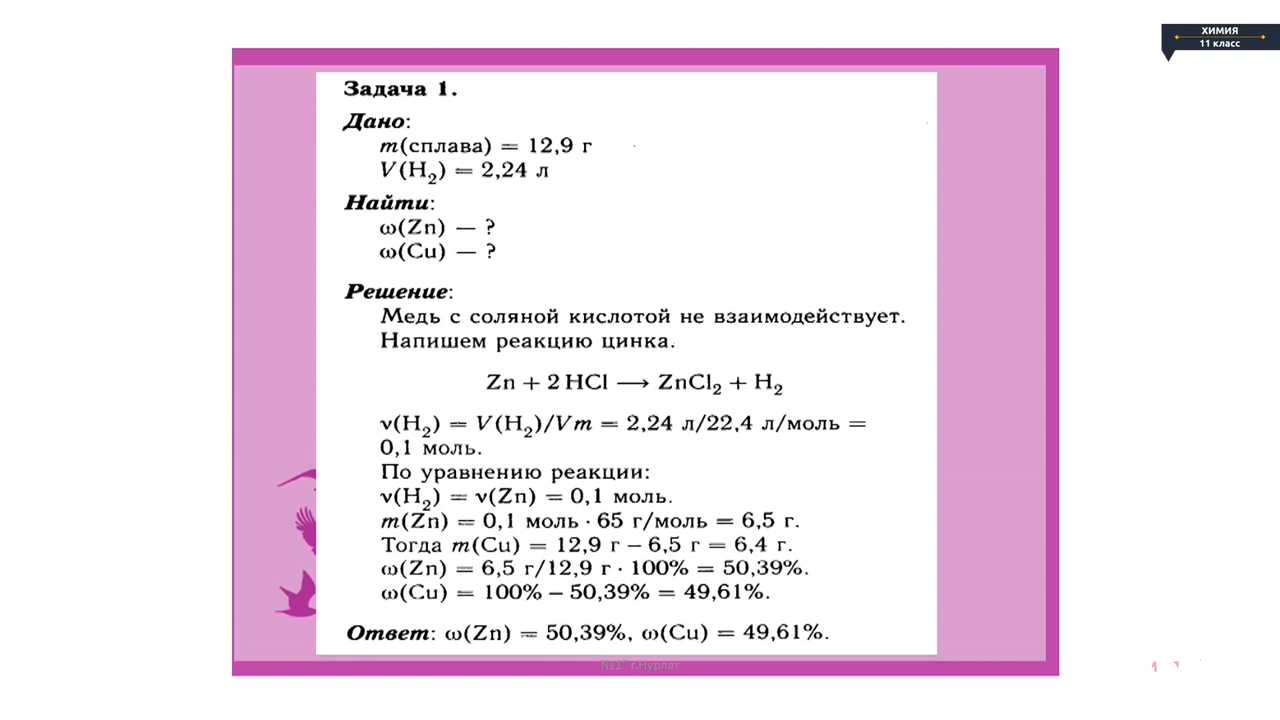 ХИМИЯ
11 класс
Задача 1.
Дано:
m(сплава) = 12,9 г
V(H₂) = 2,24 л
Найти:
ω(Zn) — ?
ω(Cu) — ?
Решение:
Медь с соляной кислотой не взаимодействует.
Напишем реакцию цинка.
Zn + 2 HCl ⟶ ZnCl₂ + H₂
ν(H₂) = V(H₂)/Vm = 2,24 л/22,4 л/моль =
0,1 моль.
По уравнению реакции:
ν(H₂) = ν(Zn) = 0,1 моль.
m(Zn) = 0,1 моль · 65 г/моль = 6,5 г.
Тогда m(Cu) = 12,9 г – 6,5 г = 6,4 г.
ω(Zn) = 6,5 г/12,9 г · 100% = 50,39%.
ω(Cu) = 100% – 50,39% = 49,61%.
Ответ: ω(Zn) = 50,39%, ω(Cu) = 49,61%.
г.Нурлат